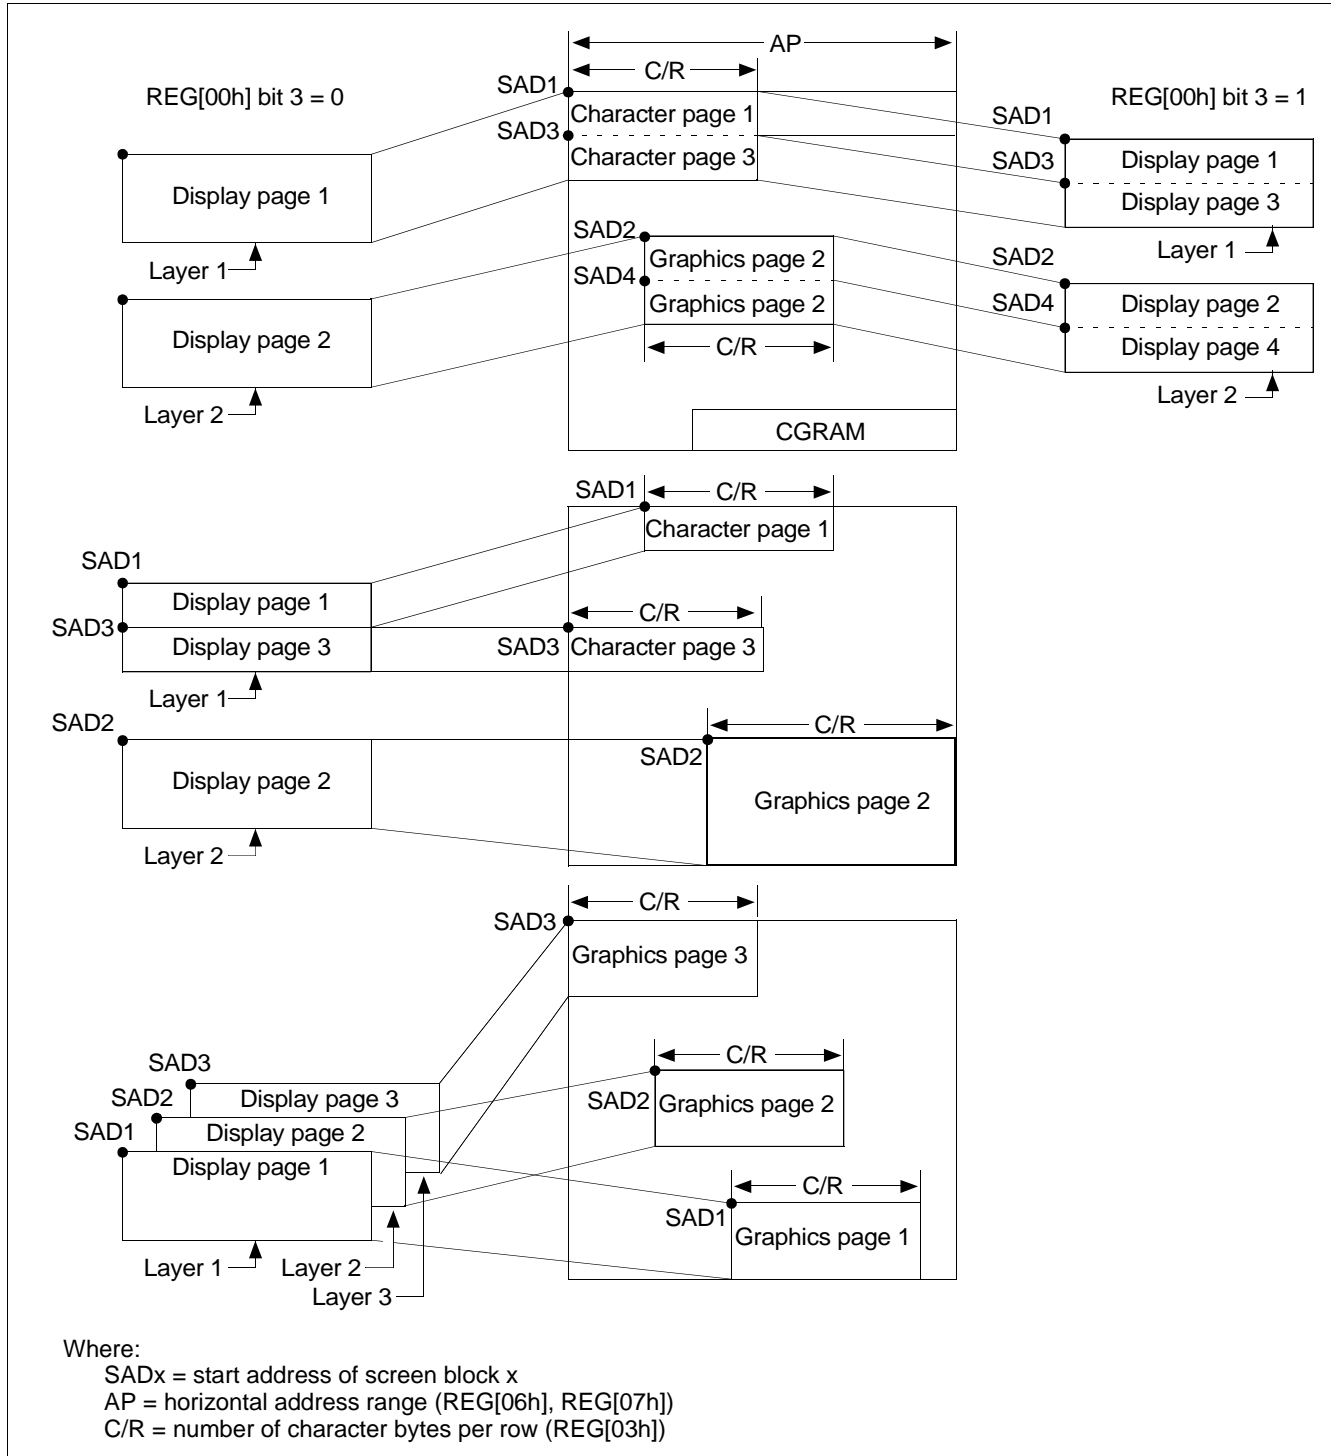 AP
C/R
REG[00h] bit 3 = 0
SAD1
REG[00h] bit 3 = 1
Character page 1
SAD1
SAD3
Character page 3
SAD3
Display page 1
Display page 1
Display page 3
SAD2
Layer 1
Layer 1
Graphics page 2
SAD2
SAD4
Graphics page 2
SAD4
Display page 2
Display page 2
C/R
Display page 4
Layer 2
Layer 2
CGRAM
SAD1
C/R
Character page 1
SAD1
Display page 1
C/R
SAD3
Display page 3
SAD3
Character page 3
Layer 1
SAD2
C/R
SAD2
Display page 2
Graphics page 2
Layer 2
C/R
SAD3
Graphics page 3
C/R
SAD3
Display page 3
SAD2
SAD2
Graphics page 2
SAD1
Display page 2
Display page 1
C/R
SAD1
Graphics page 1
Layer 1
Layer 2
Layer 3
Where:
SADx = start address of screen block x
AP = horizontal address range (REG[06h], REG[07h])
C/R = number of character bytes per row (REG[03h])